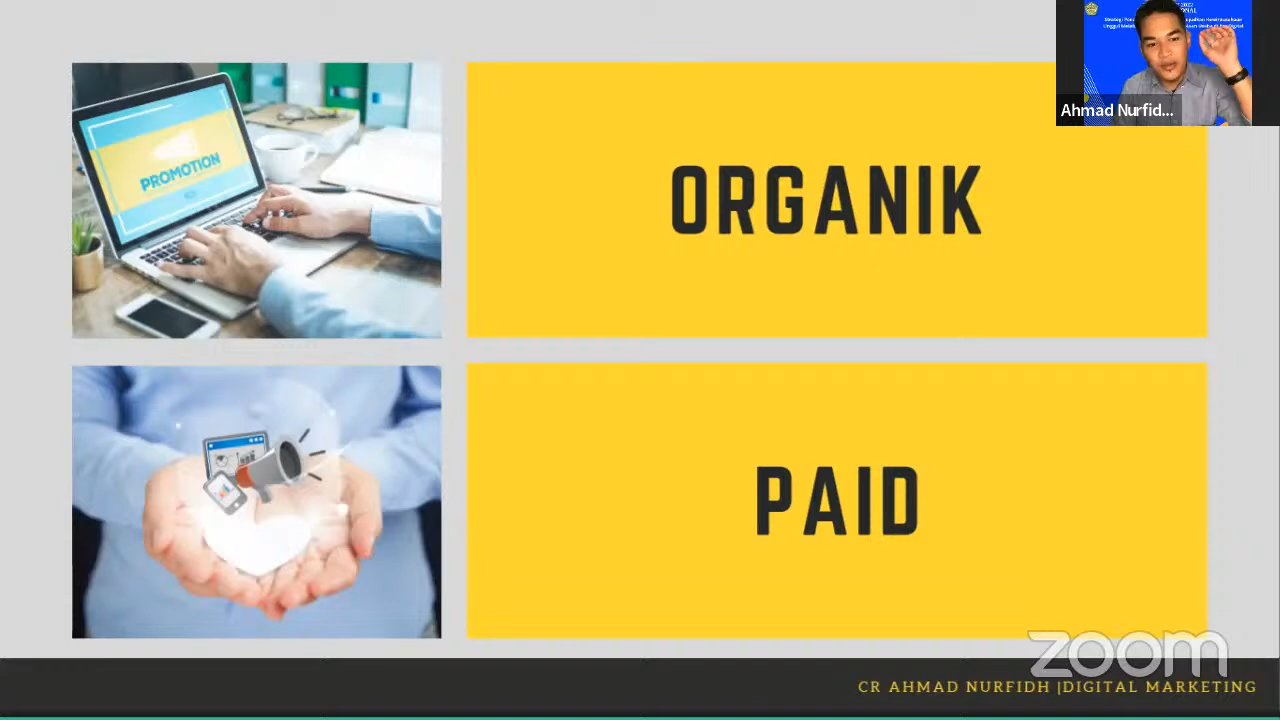 PROMOTION
ORGANIK
PAID
Ahmad Nurfid...
zoom
CR AHMAD NURFIDH |DIGITAL MARKETING